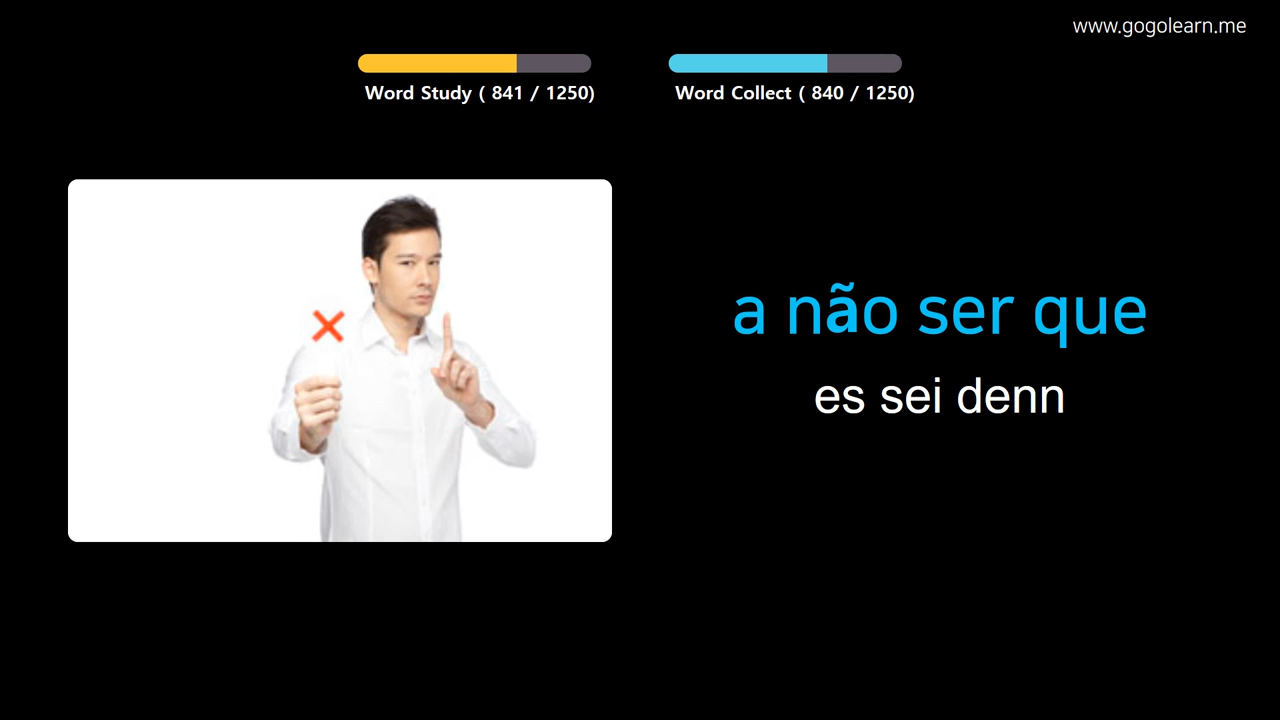 www.gogolearn.me
Word Study ( 841 / 1250)
Word Collect ( 840 / 1250)
a não ser que
es sei denn